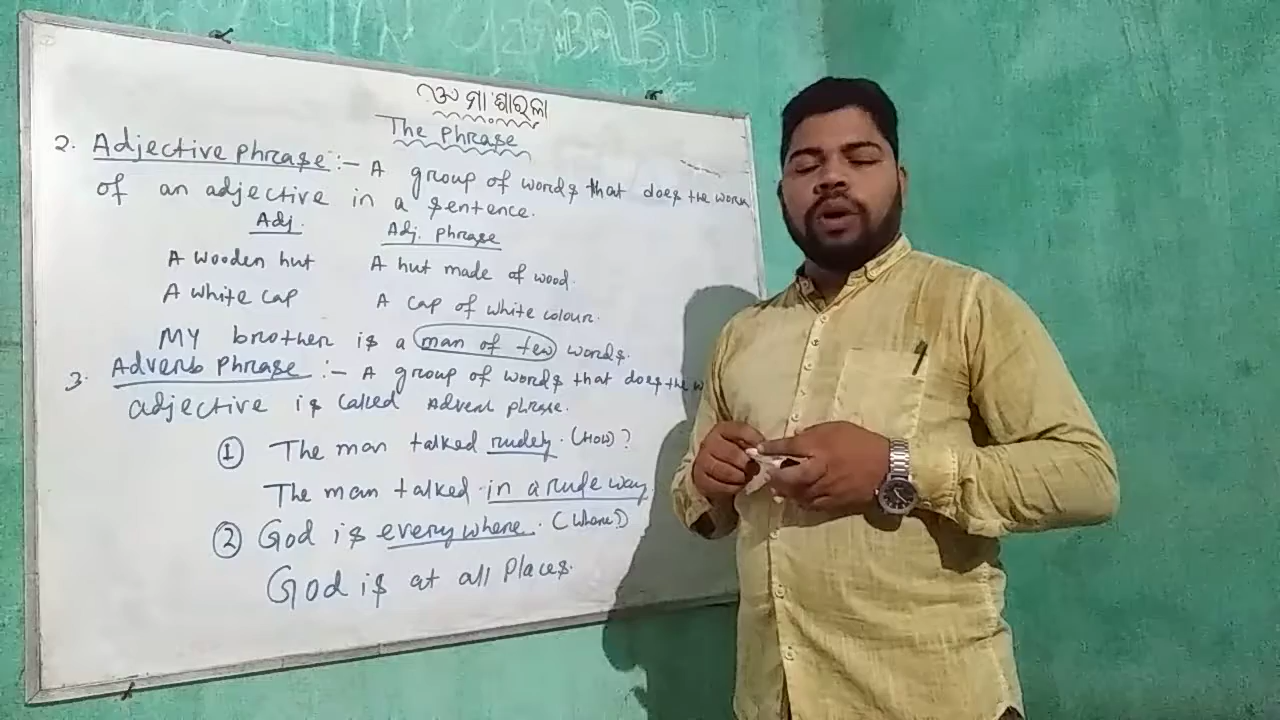 ମା ଶାରଳା
The Phrase
2. Adjective phrase :- A group of words that does the work
of an adjective in a sentence.
Adj. Adj. phrase
A wooden hut A hut made of wood.
A white cap A cap of white colour.
MY brother is a man of few words.
3. Adverb Phrase :- A group of words that does the w
adjective is called Adverb phrase.
① The man talked rudely. (How)?
The man talked in a rude way
② God is everywhere. (Where?)
God is at all Places.